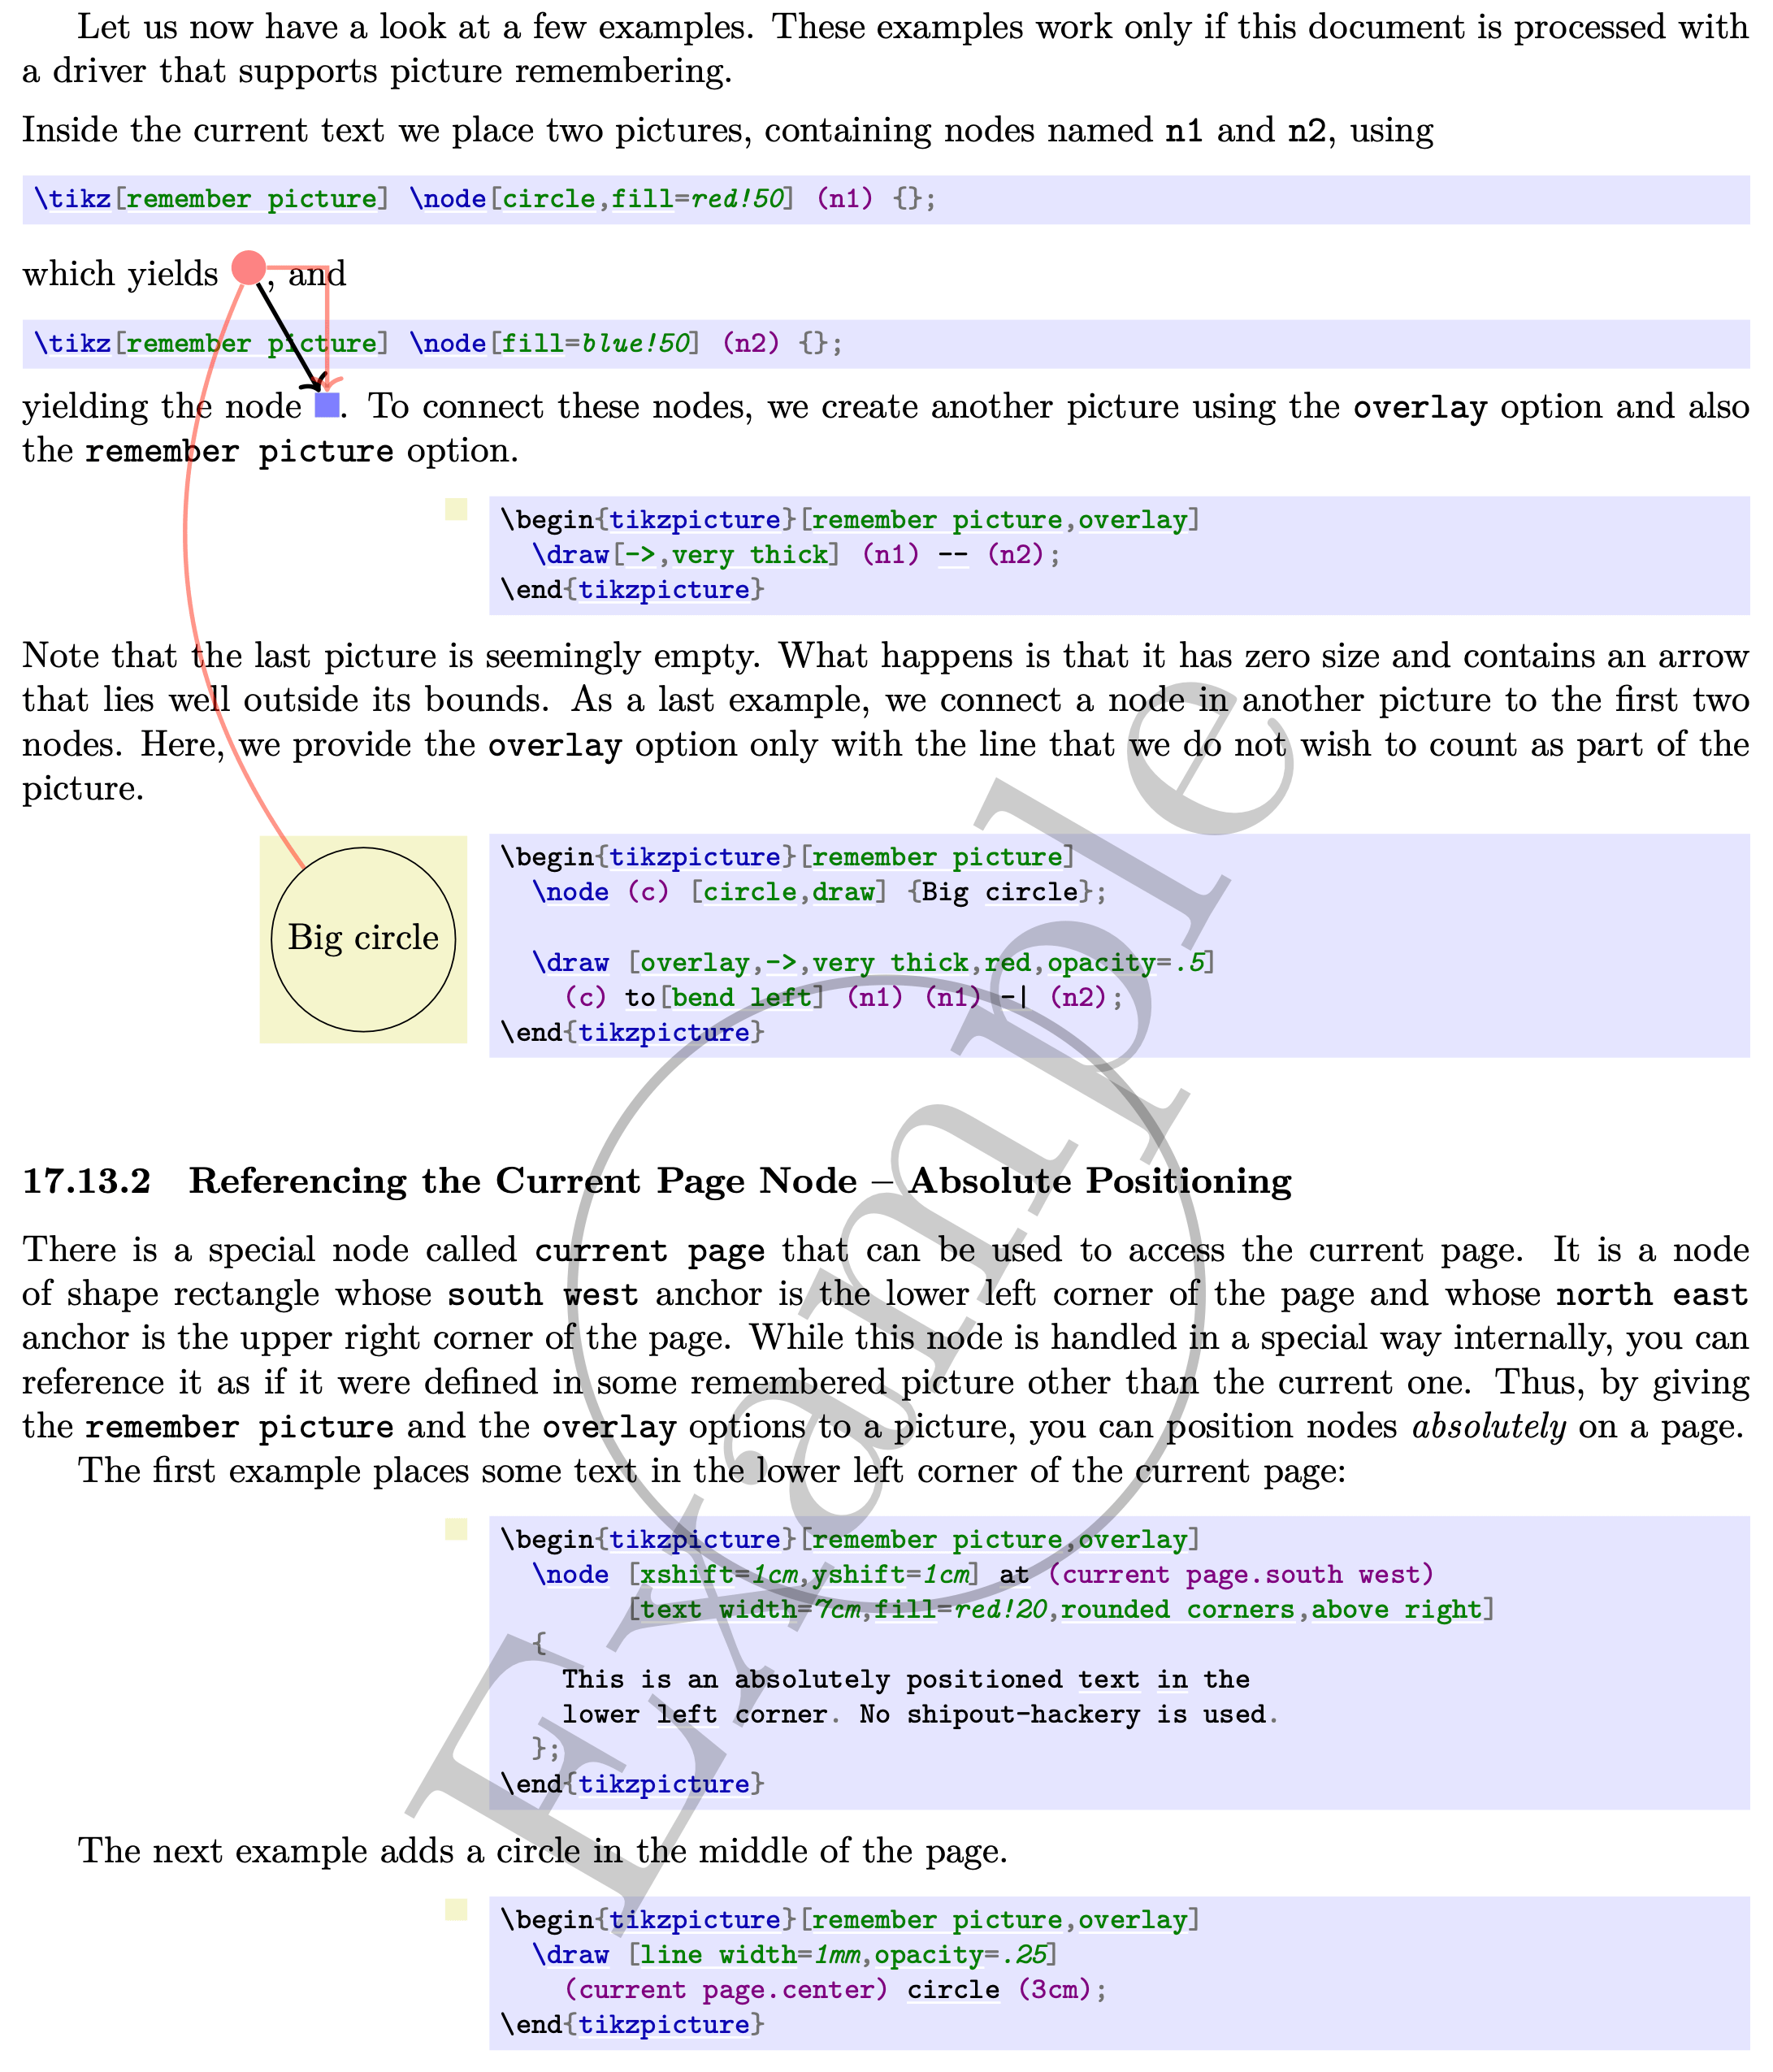 Let us now have a look at a few examples. These examples work only if this document is processed with
a driver that supports picture remembering.
Inside the current text we place two pictures, containing nodes named n1 and n2, using
\tikz[remember picture] \node[circle,fill=red!50] (n1) {};
which yields , and
\tikz[remember picture] \node[fill=blue!50] (n2) {};
yielding the node . To connect these nodes, we create another picture using the overlay option and also
the remember picture option.
\begin{tikzpicture}[remember picture,overlay]
  \draw[->,very thick] (n1) -- (n2);
\end{tikzpicture}
Note that the last picture is seemingly empty. What happens is that it has zero size and contains an arrow
that lies well outside its bounds. As a last example, we connect a node in another picture to the first two
nodes. Here, we provide the overlay option only with the line that we do not wish to count as part of the
picture.
Big circle
\begin{tikzpicture}[remember picture]
  \node (c) [circle,draw] {Big circle};
  \draw [overlay,->,very thick,red,opacity=.5]
    (c) to[bend left] (n1) (n1) -| (n2);
\end{tikzpicture}
17.13.2 Referencing the Current Page Node – Absolute Positioning
There is a special node called current page that can be used to access the current page. It is a node
of shape rectangle whose south west anchor is the lower left corner of the page and whose north east
anchor is the upper right corner of the page. While this node is handled in a special way internally, you can
reference it as if it were defined in some remembered picture other than the current one. Thus, by giving
the remember picture and the overlay options to a picture, you can position nodes absolutely on a page.
The first example places some text in the lower left corner of the current page:
\begin{tikzpicture}[remember picture,overlay]
  \node [xshift=1cm,yshift=1cm] at (current page.south west)
        [text width=7cm,fill=red!20,rounded corners,above right]
  {
    This is an absolutely positioned text in the
    lower left corner. No shipout-hackery is used.
  };
\end{tikzpicture}
The next example adds a circle in the middle of the page.
\begin{tikzpicture}[remember picture,overlay]
  \draw [line width=1mm,opacity=.25]
    (current page.center) circle (3cm);
\end{tikzpicture}
Example